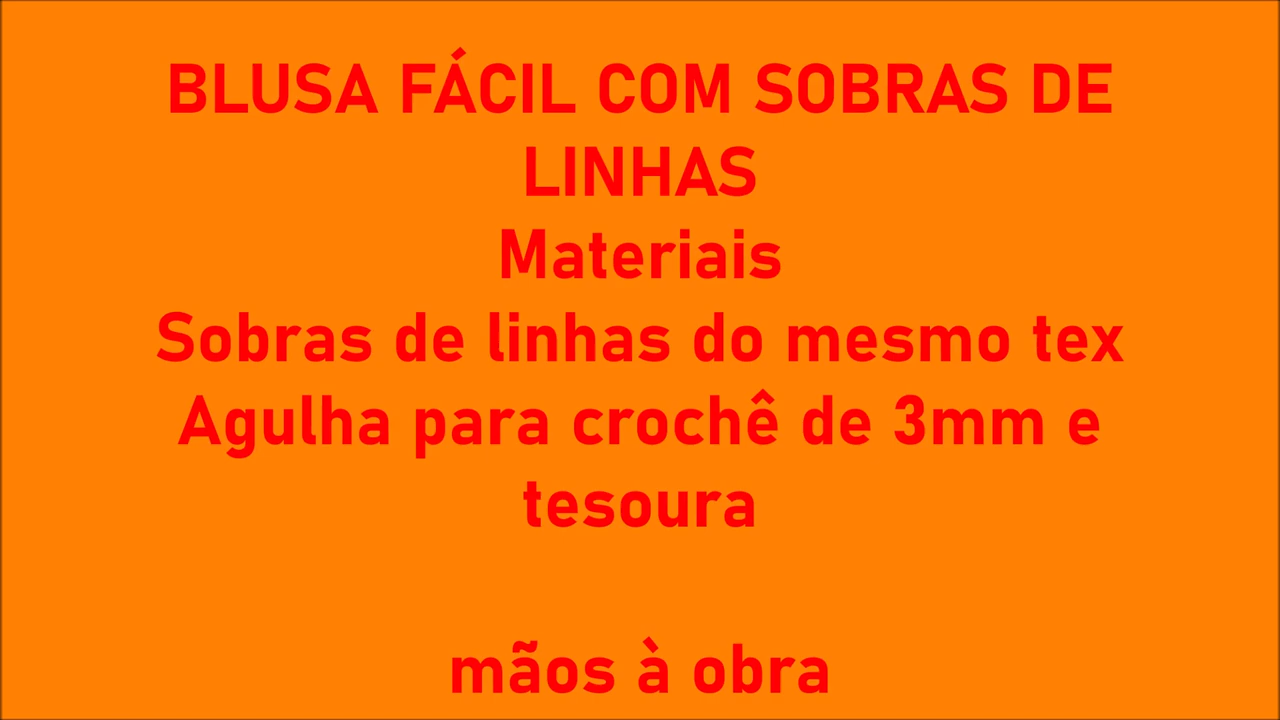 BLUSA FÁCIL COM SOBRAS DE
LINHAS
Materiais
Sobras de linhas do mesmo tex
Agulha para crochê de 3mm e
tesoura
mãos à obra